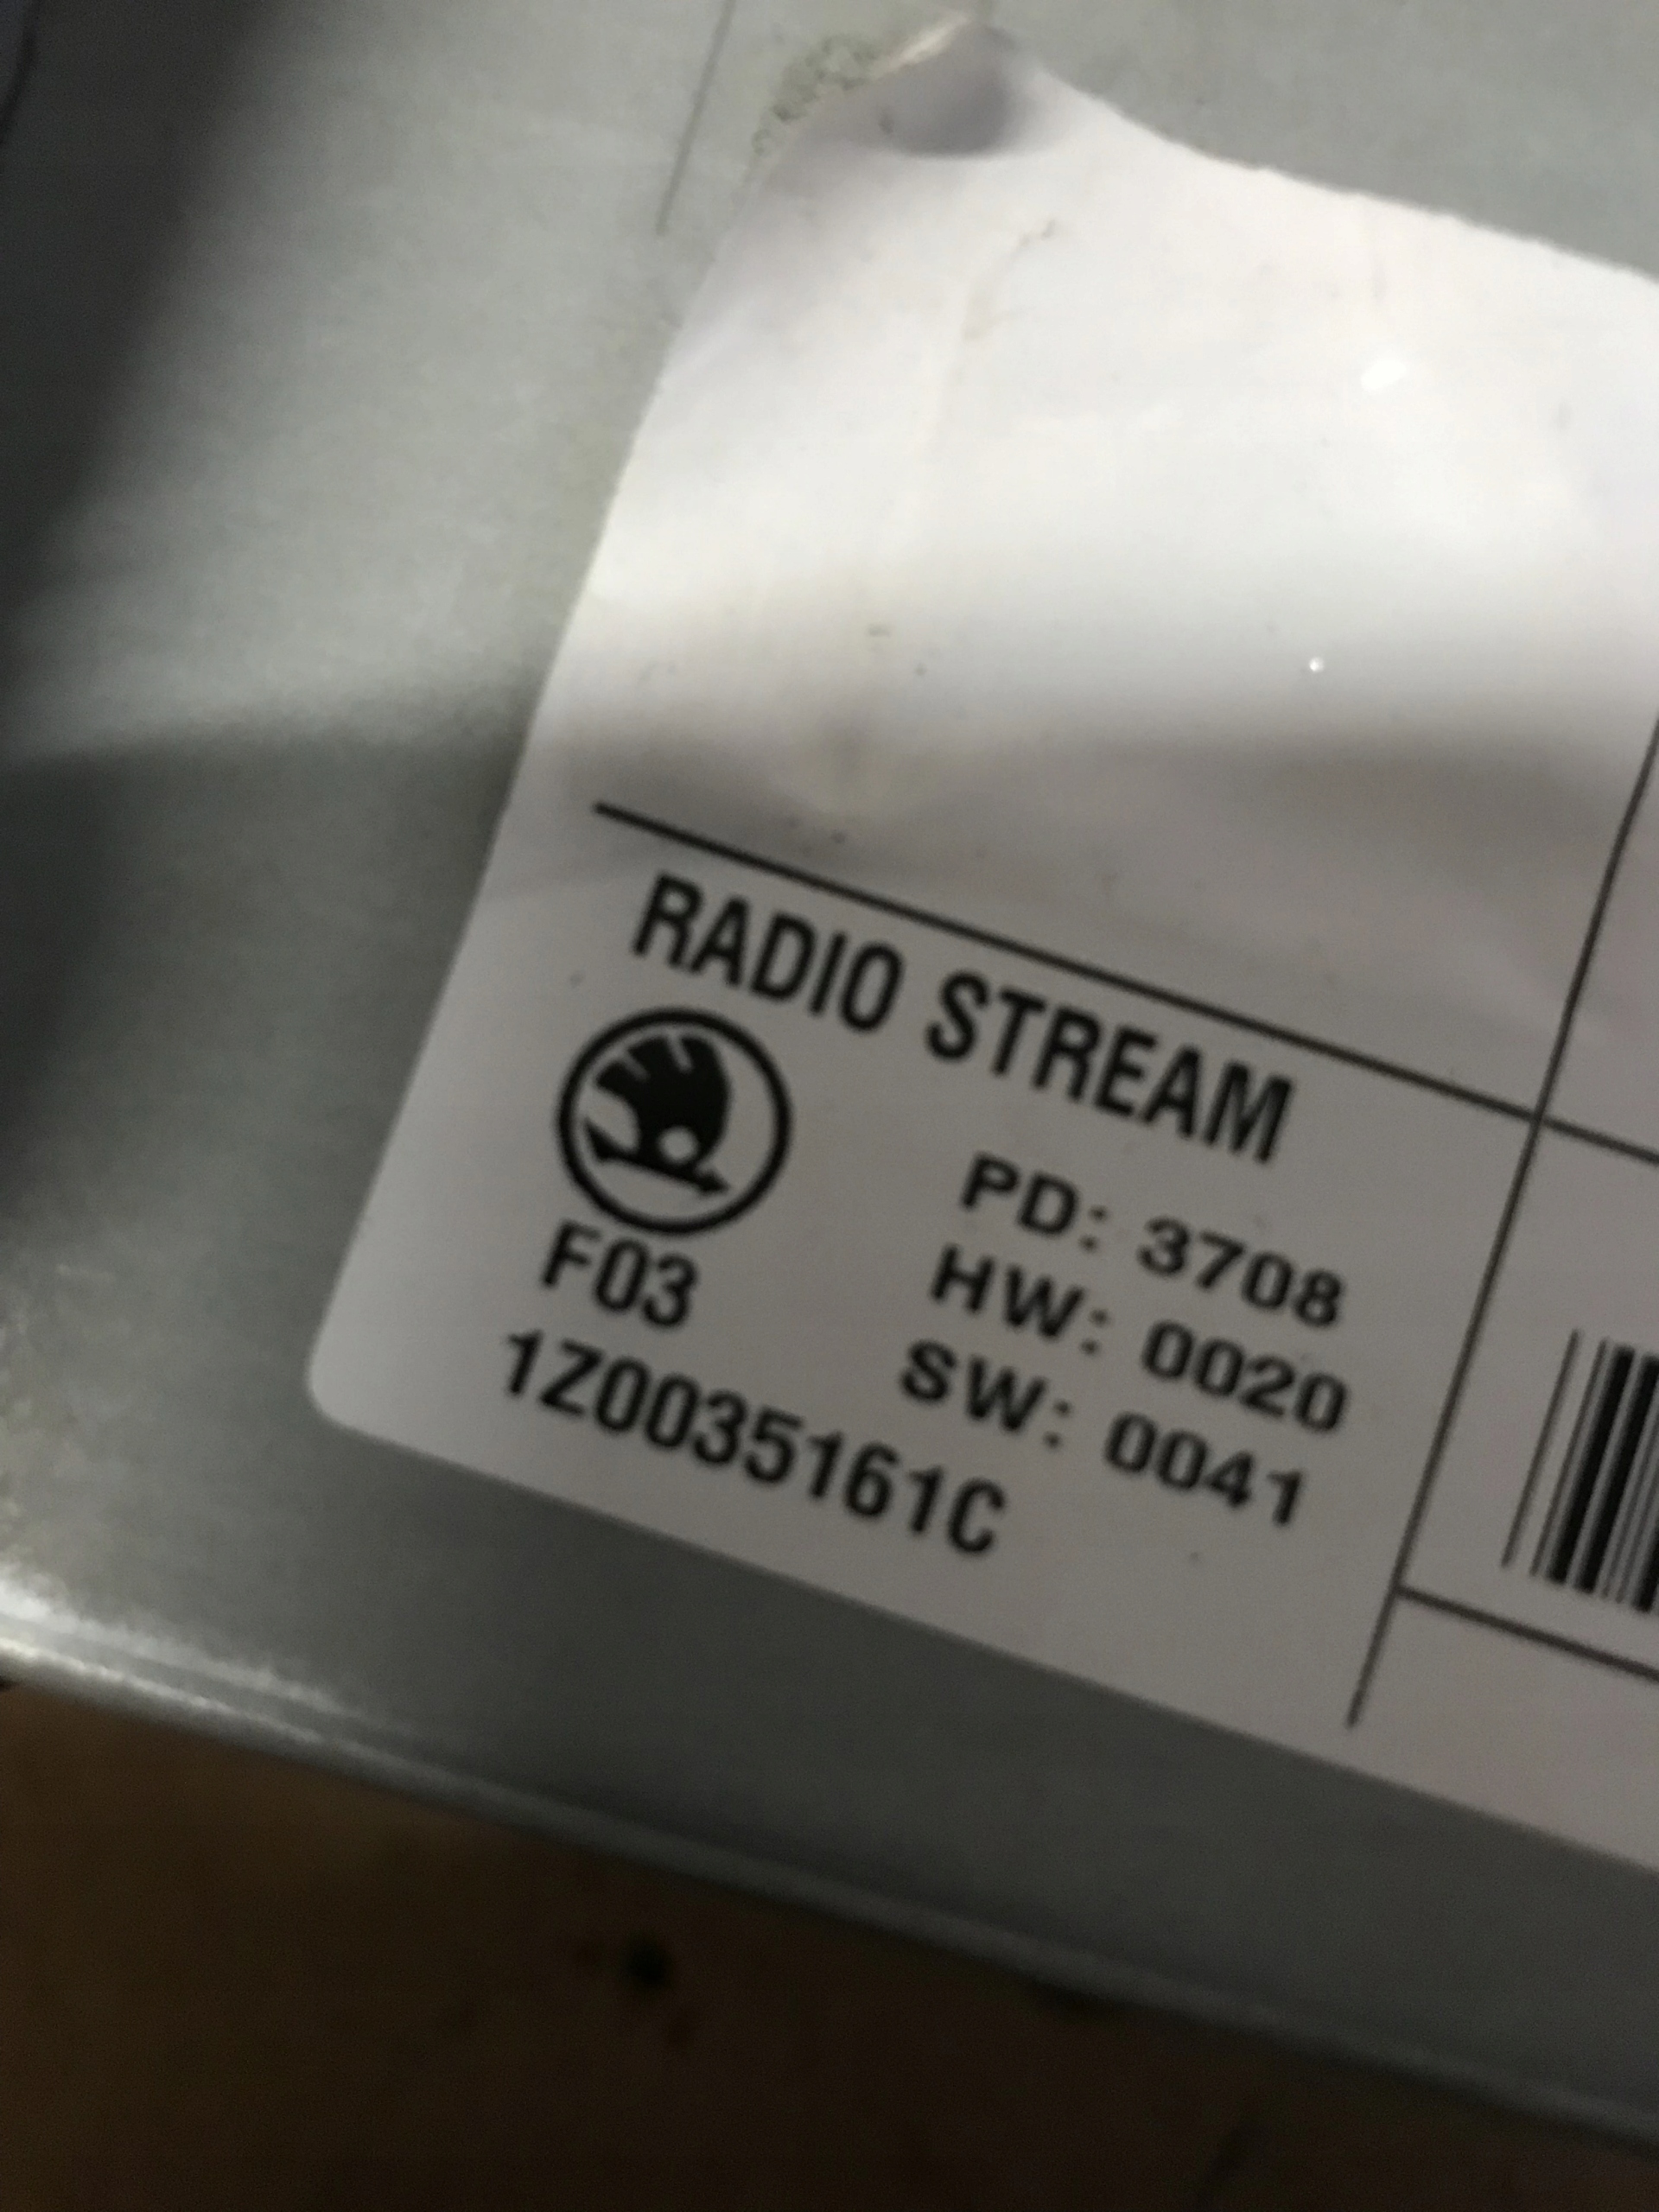 RADIO STREAM
PD: 3708
HW: 0020
F03
SW: 0041
1Z0035161C